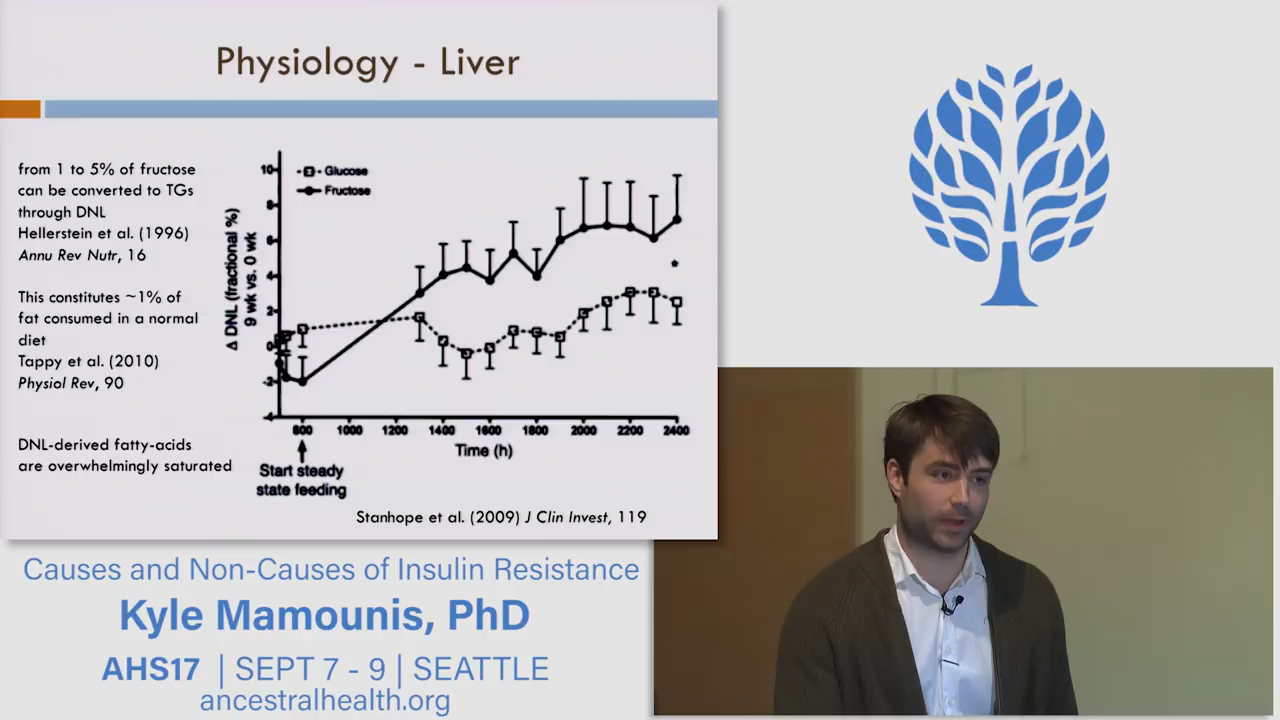 Physiology - Liver
from 1 to 5% of fructose
can be converted to TGs
through DNL
Hellerstein et al. (1996)
Annu Rev Nutr, 16
This constitutes ~1% of
fat consumed in a normal
diet
Tappy et al. (2010)
Physiol Rev, 90
DNL-derived fatty-acids
are overwhelmingly saturated
Δ DNL (fractional %)
9 wk vs. 0 wk
10
8
6
4
2
0
-2
-4
Glucose
Fructose
*
800 1000 1200 1400 1600 1800 2000 2200 2400
Time (h)
Start steady
state feeding
Stanhope et al. (2009) J Clin Invest, 119
Causes and Non-Causes of Insulin Resistance
Kyle Mamounis, PhD
AHS17 | SEPT 7 - 9 | SEATTLE
ancestralhealth.org